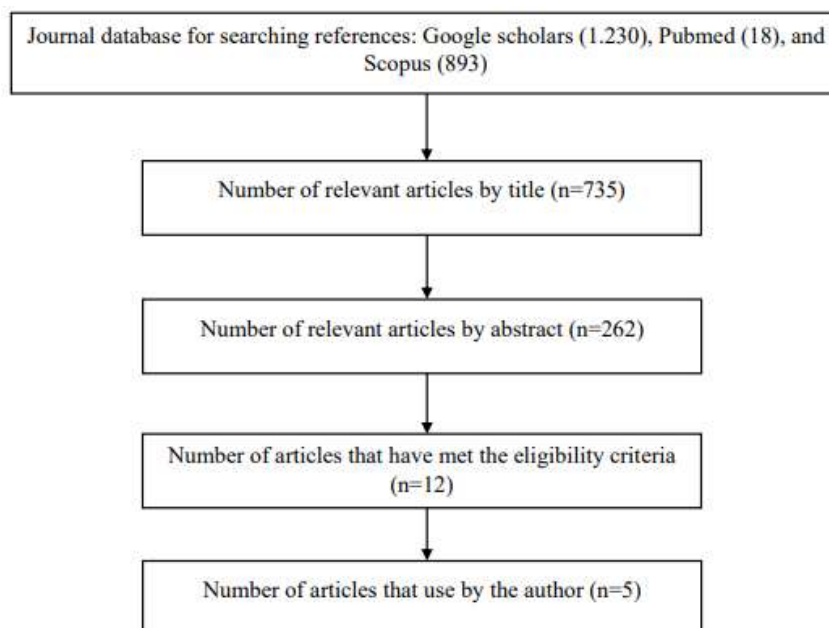 Journal database for searching references: Google scholars (1.230), Pubmed (18), and
Scopus (893)
Number of relevant articles by title (n=735)
Number of relevant articles by abstract (n=262)
Number of articles that have met the eligibility criteria
(n=12)
Number of articles that use by the author (n=5)